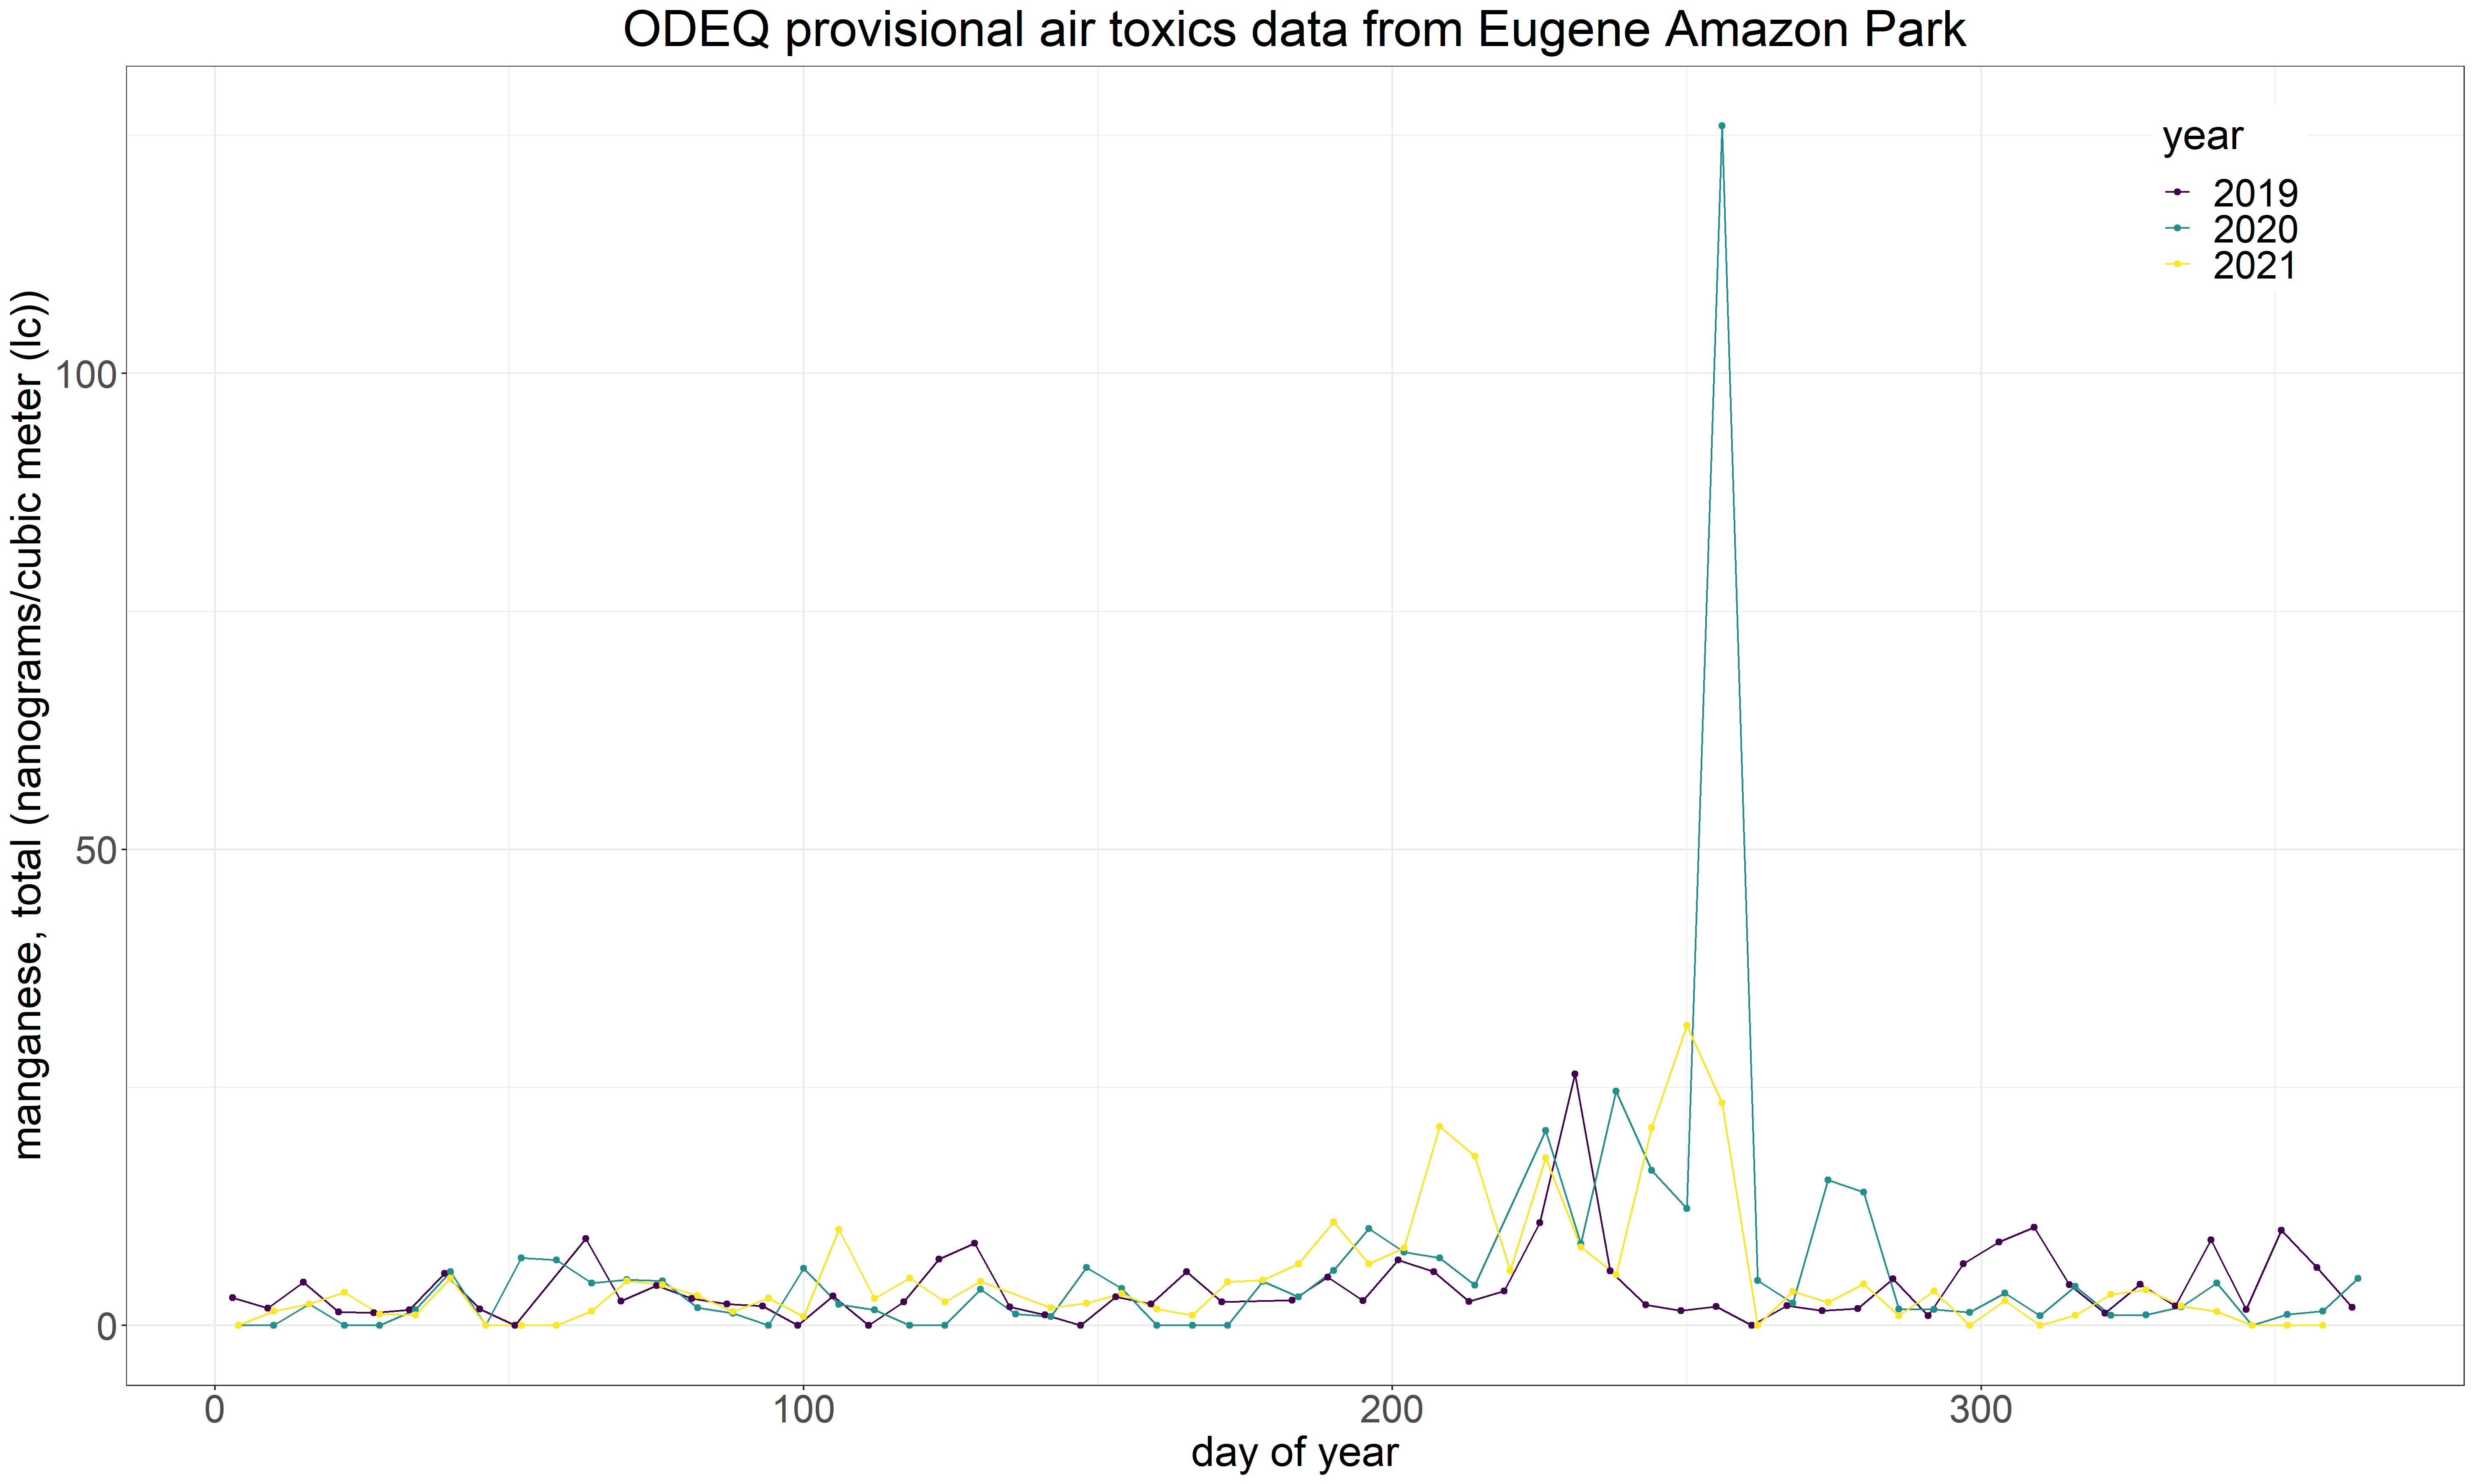 ODEQ provisional air toxics data from Eugene Amazon Park
manganese, total (nanograms/cubic meter (lc))
100
50
0
year
2019
2020
2021
0 100 200 300
day of year